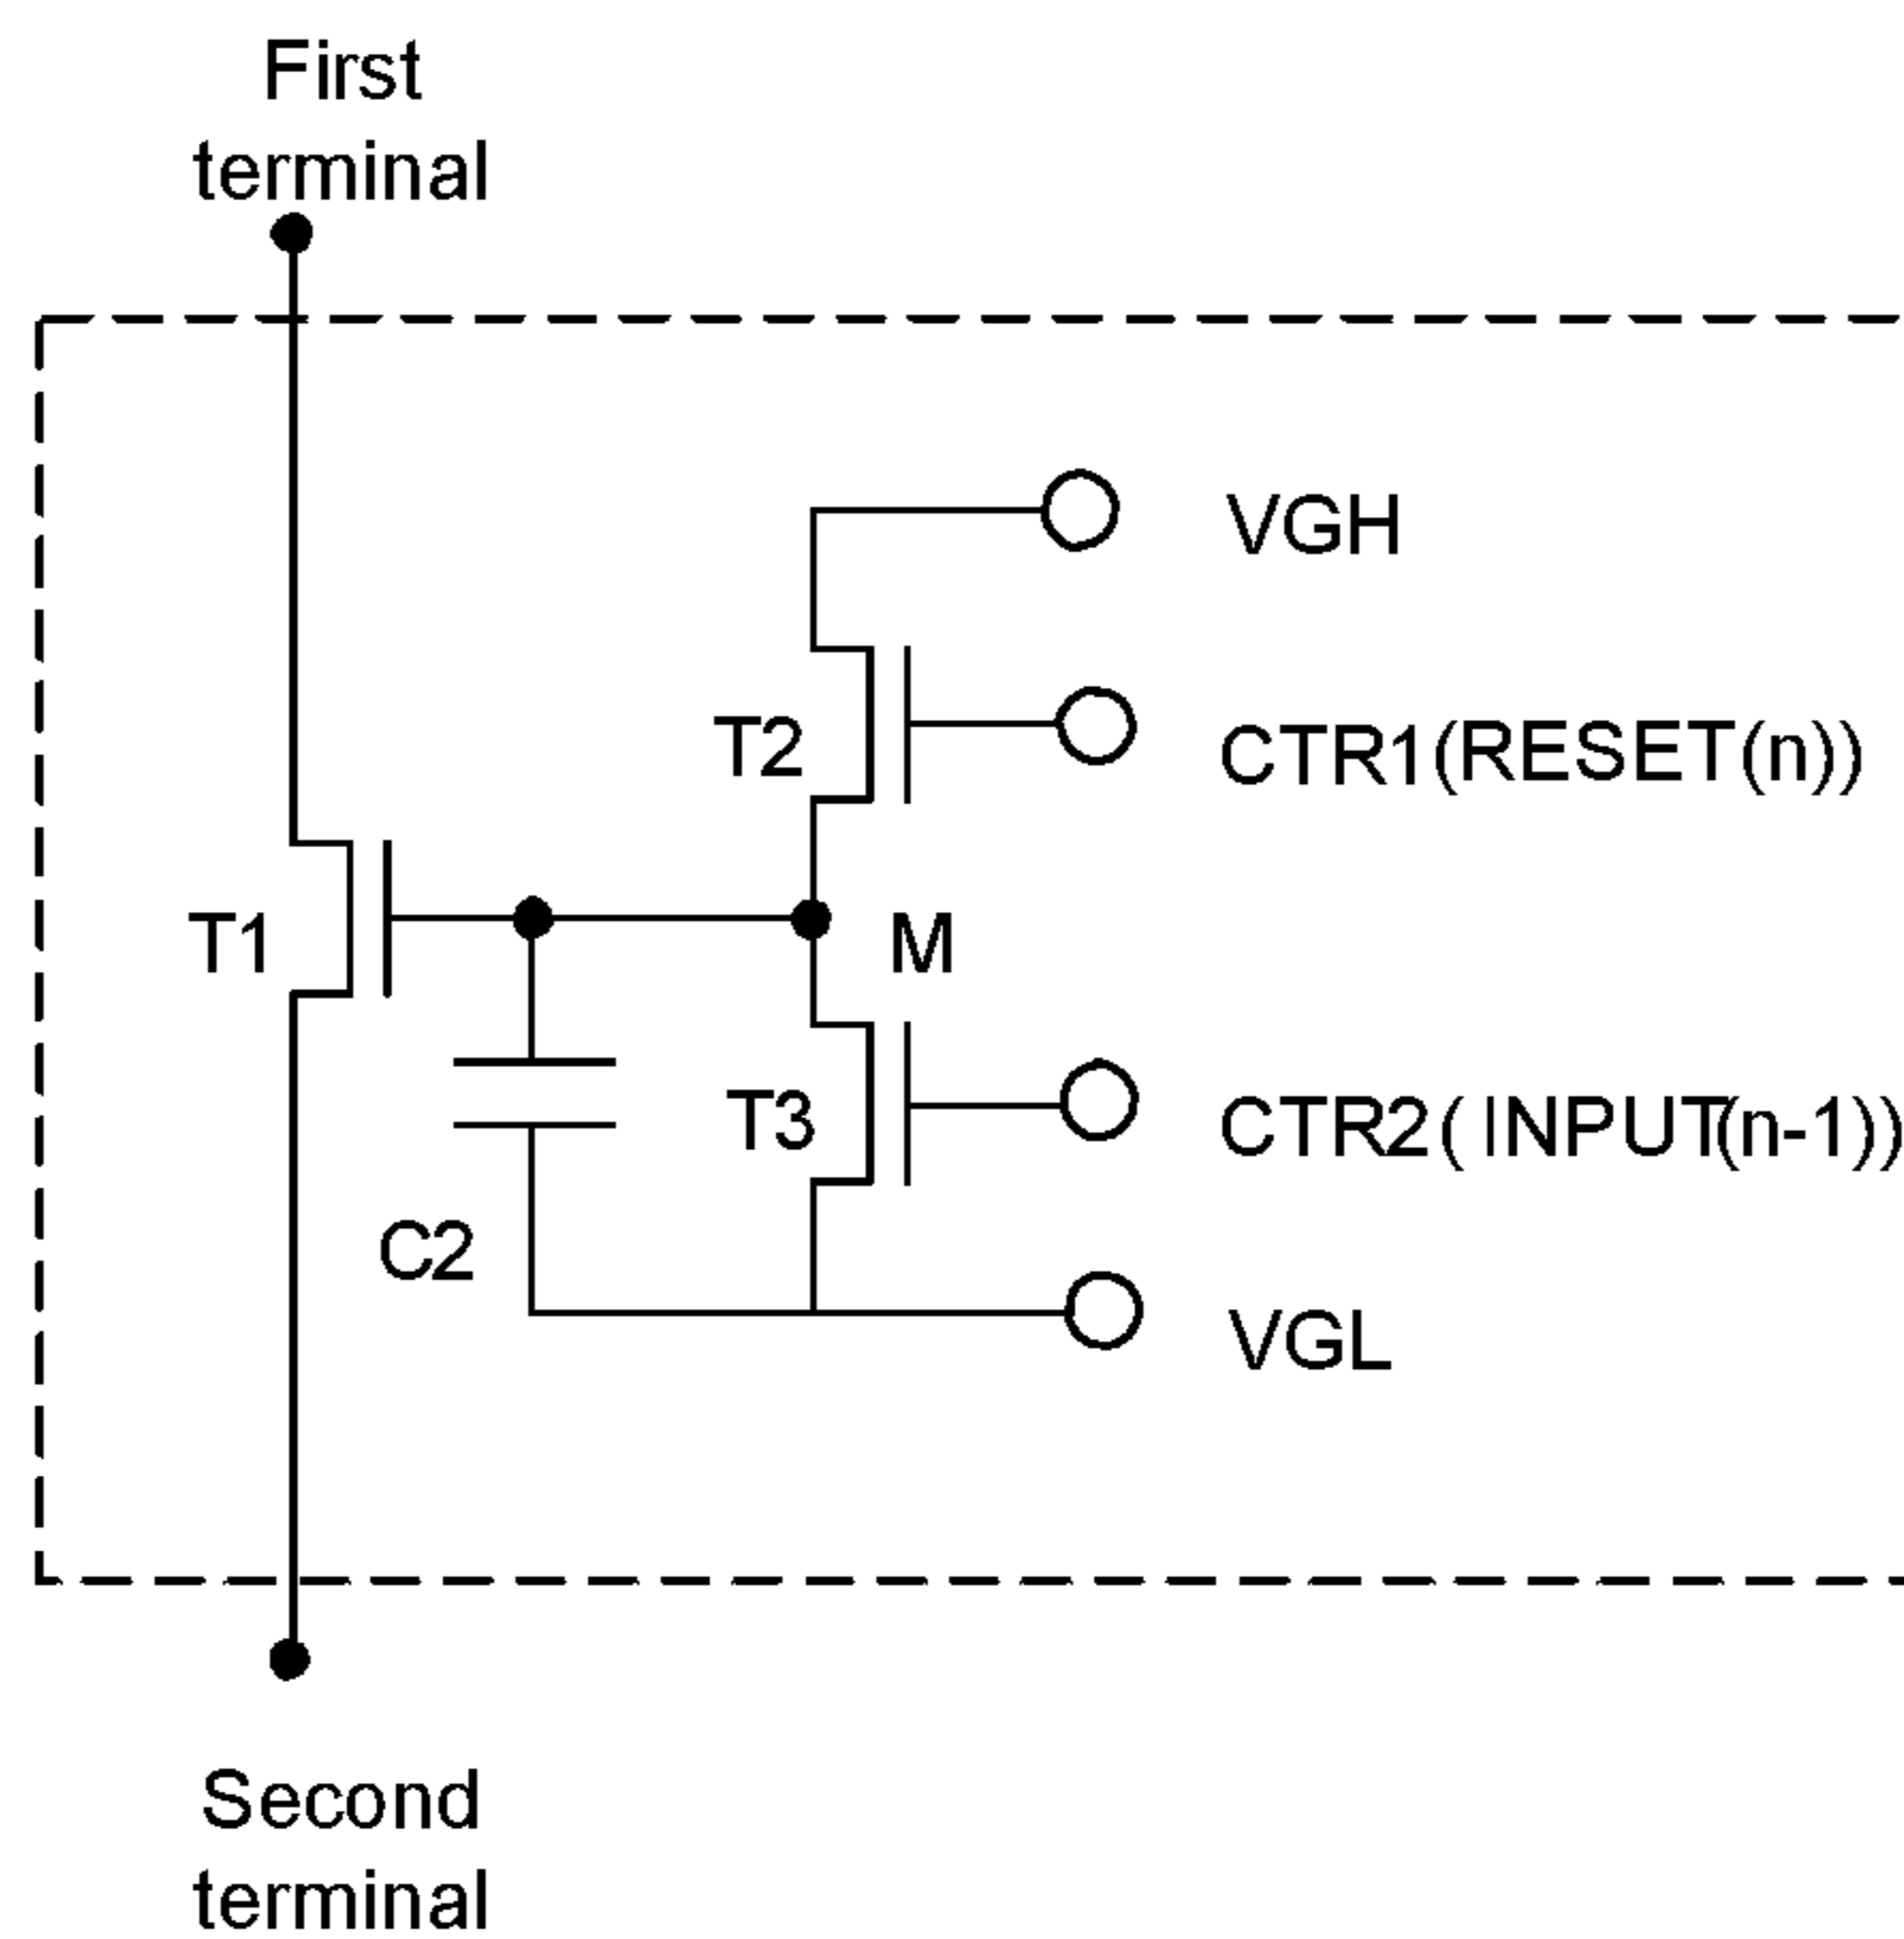 First
terminal
VGH
T2
CTR1(RESET(n))
T1
M
T3
CTR2(INPUT(n-1))
C2
VGL
Second
terminal